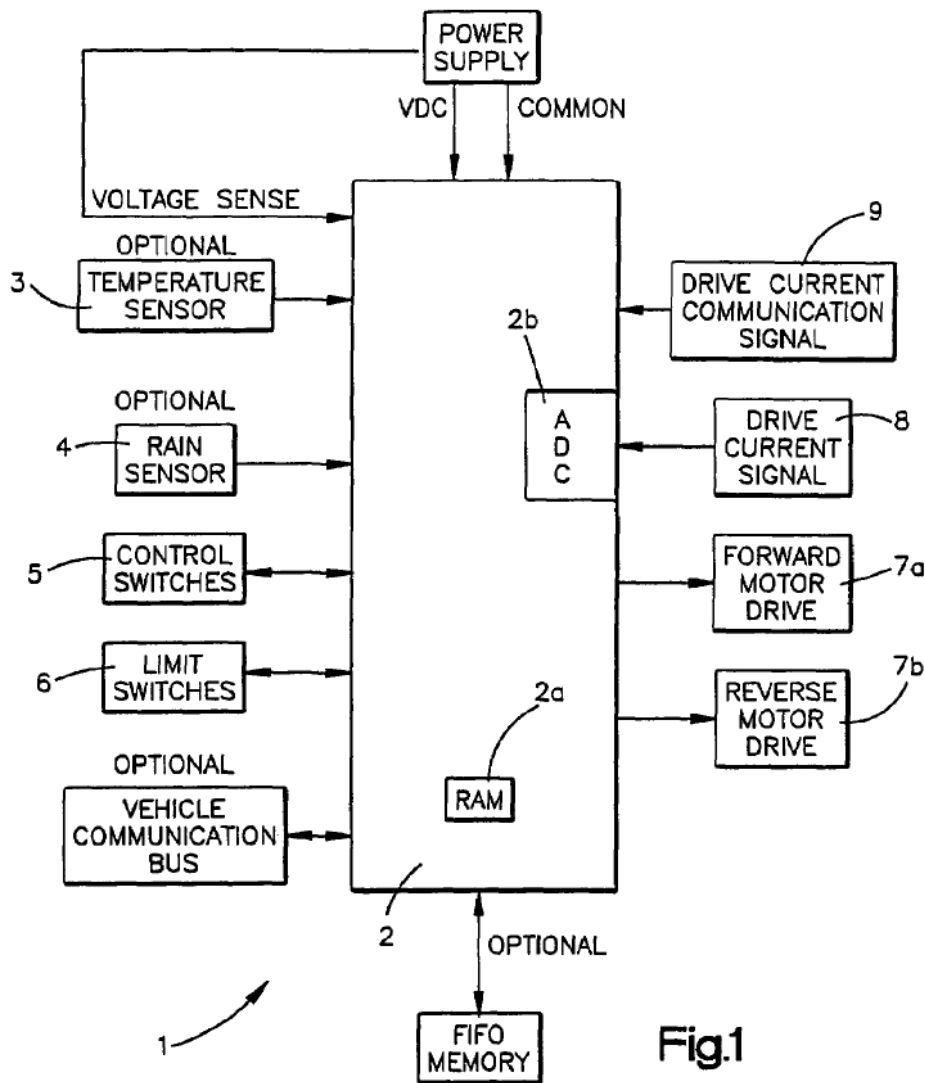 POWER
SUPPLY
VDC
COMMON
VOLTAGE SENSE
OPTIONAL
3
TEMPERATURE
SENSOR
9
DRIVE CURRENT
COMMUNICATION
SIGNAL
2b
A
D
C
OPTIONAL
4
RAIN
SENSOR
8
DRIVE
CURRENT
SIGNAL
5
CONTROL
SWITCHES
FORWARD
MOTOR
DRIVE
7a
6
LIMIT
SWITCHES
2a
RAM
REVERSE
MOTOR
DRIVE
7b
OPTIONAL
VEHICLE
COMMUNICATION
BUS
2
OPTIONAL
1
FIFO
MEMORY
Fig.1